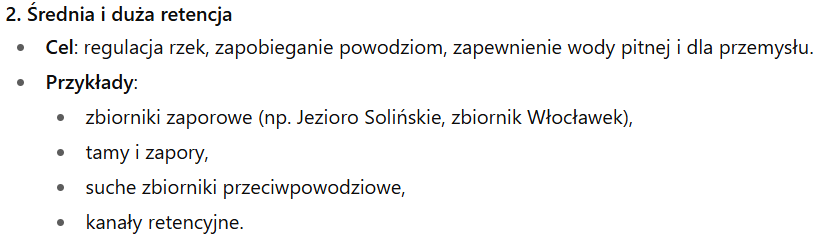 2. Średnia i duża retencja
• Cel: regulacja rzek, zapobieganie powodziom, zapewnienie wody pitnej i dla przemysłu.
• Przykłady:
• zbiorniki zaporowe (np. Jezioro Solińskie, zbiornik Włocławek),
• tamy i zapory,
• suche zbiorniki przeciwpowodziowe,
• kanały retencyjne.